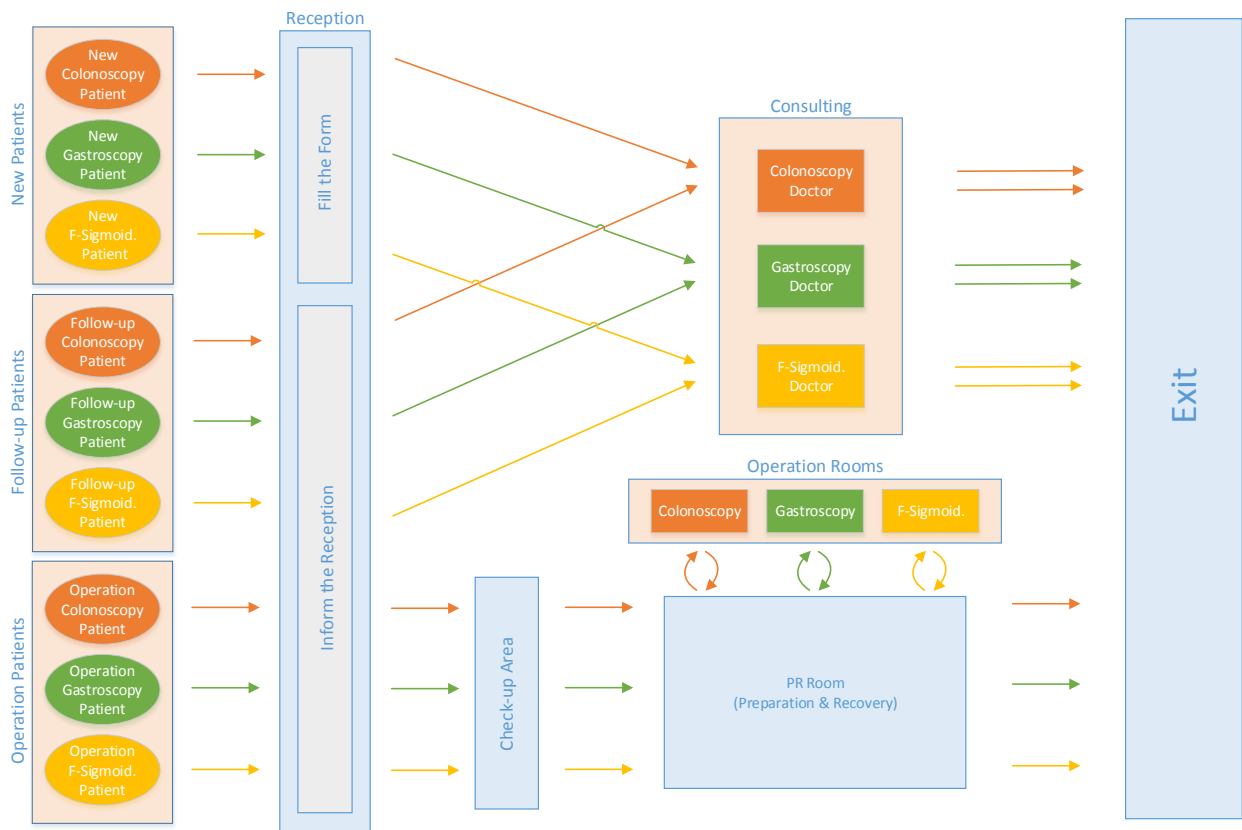 Reception
New Patients
New
Colonoscopy
Patient
New
Gastroscopy
Patient
New
F-Sigmoid.
Patient
Fill the Form
Consulting
Colonoscopy
Doctor
Gastroscopy
Doctor
F-Sigmoid.
Doctor
Exit
Follow-up Patients
Follow-up
Colonoscopy
Patient
Follow-up
Gastroscopy
Patient
Follow-up
F-Sigmoid.
Patient
Inform the Reception
Operation Rooms
Colonoscopy
Gastroscopy
F-Sigmoid.
Operation Patients
Operation
Colonoscopy
Patient
Operation
Gastroscopy
Patient
Operation
F-Sigmoid.
Patient
Check-up Area
PR Room
(Preparation & Recovery)